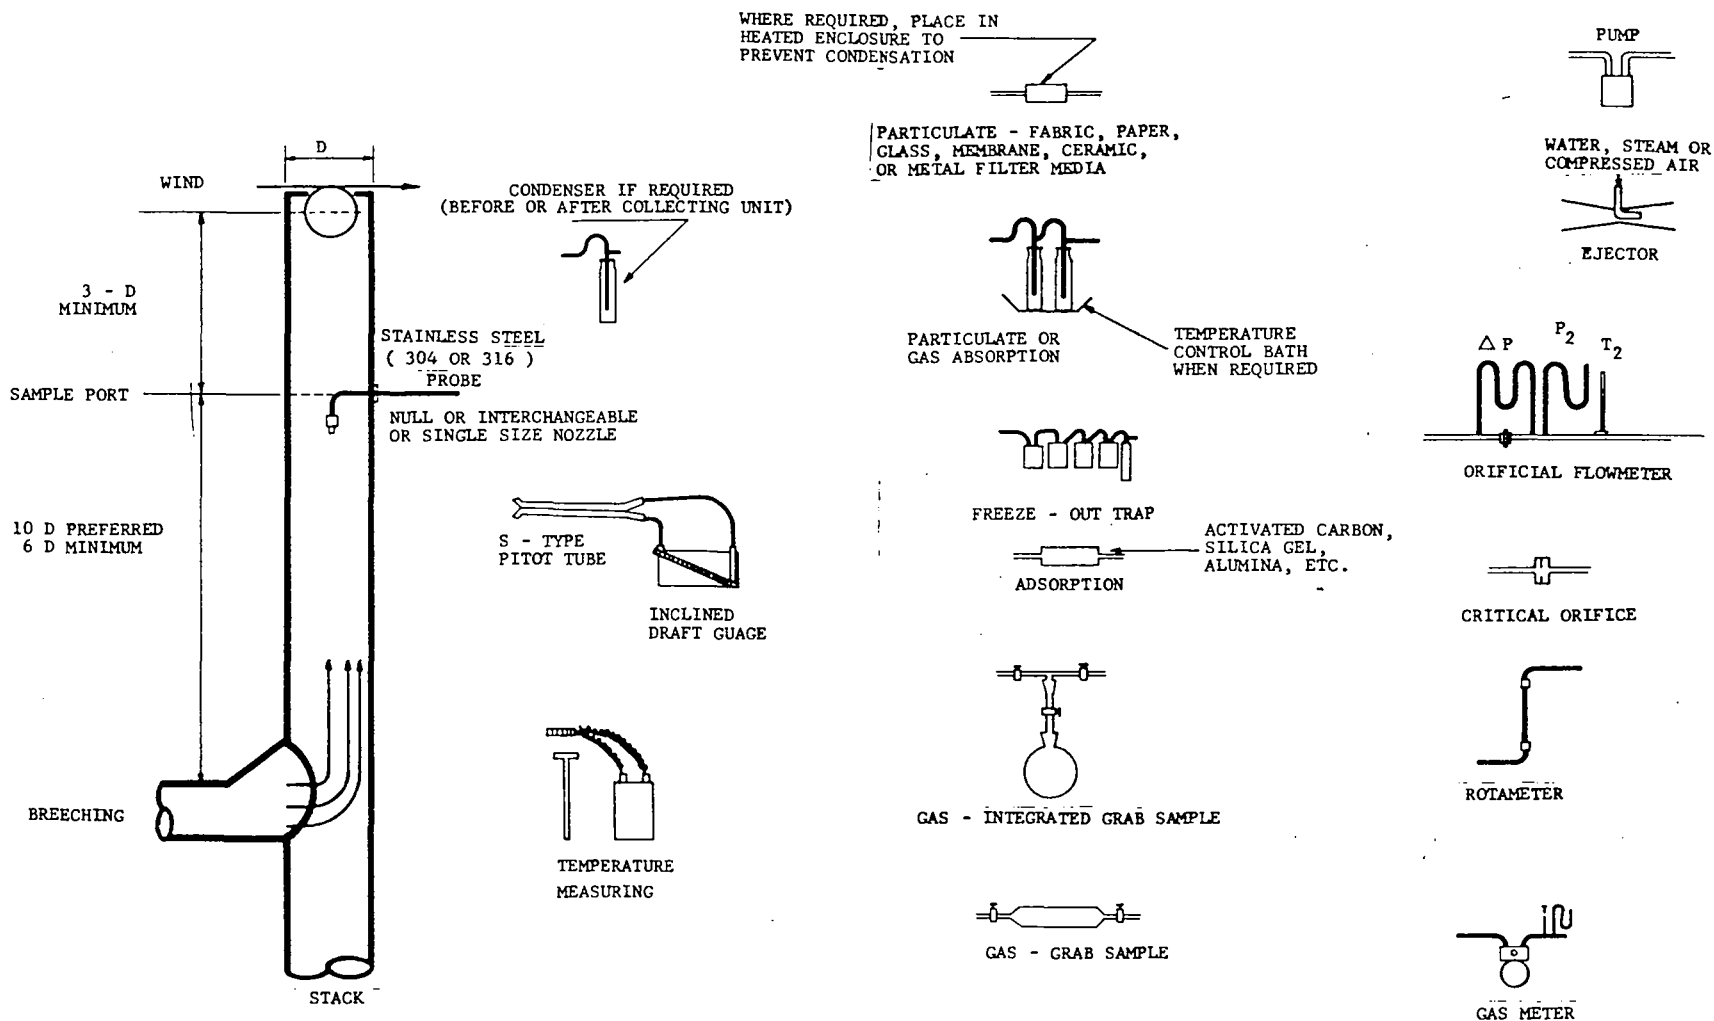 D
WIND
3 - D
MINIMUM
SAMPLE PORT
10 D PREFERRED
6 D MINIMUM
BREECHING
STACK
CONDENSER IF REQUIRED
(BEFORE OR AFTER COLLECTING UNIT)
STAINLESS STEEL
( 304 OR 316 )
PROBE
NULL OR INTERCHANGEABLE
OR SINGLE SIZE NOZZLE
S - TYPE
PITOT TUBE
INCLINED
DRAFT GUAGE
TEMPERATURE
MEASURING
WHERE REQUIRED, PLACE IN
HEATED ENCLOSURE TO
PREVENT CONDENSATION
PARTICULATE - FABRIC, PAPER,
GLASS, MEMBRANE, CERAMIC,
OR METAL FILTER MEDIA
PARTICULATE OR
GAS ABSORPTION
TEMPERATURE
CONTROL BATH
WHEN REQUIRED
FREEZE - OUT TRAP
ACTIVATED CARBON,
SILICA GEL,
ALUMINA, ETC.
ADSORPTION
GAS - INTEGRATED GRAB SAMPLE
GAS - GRAB SAMPLE
PUMP
WATER, STEAM OR
COMPRESSED AIR
EJECTOR
△ P P2 T2
ORIFICIAL FLOWMETER
CRITICAL ORIFICE
ROTAMETER
GAS METER